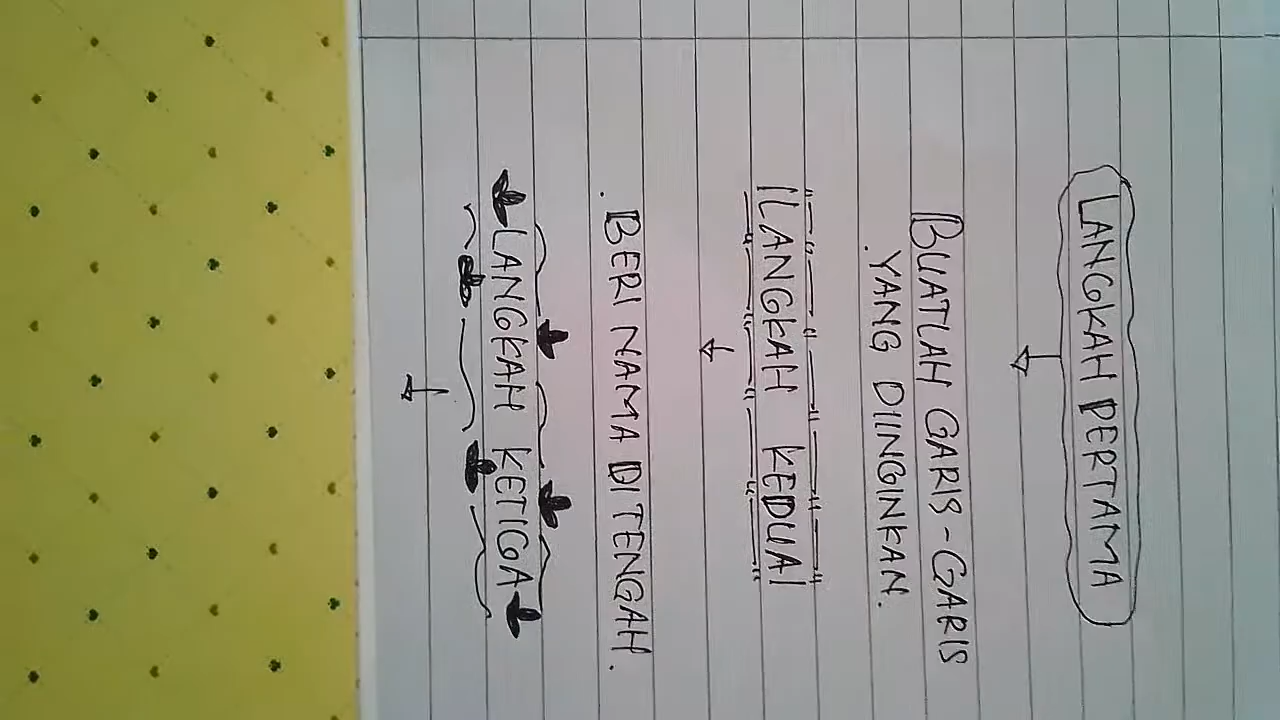 LANGKAH PERTAMA
BUATLAH GARIS-GARIS
YANG DIINGINKAN.
LANGKAH KEDUA
BERI NAMA DI TENGAH.
LANGKAH KETIGA